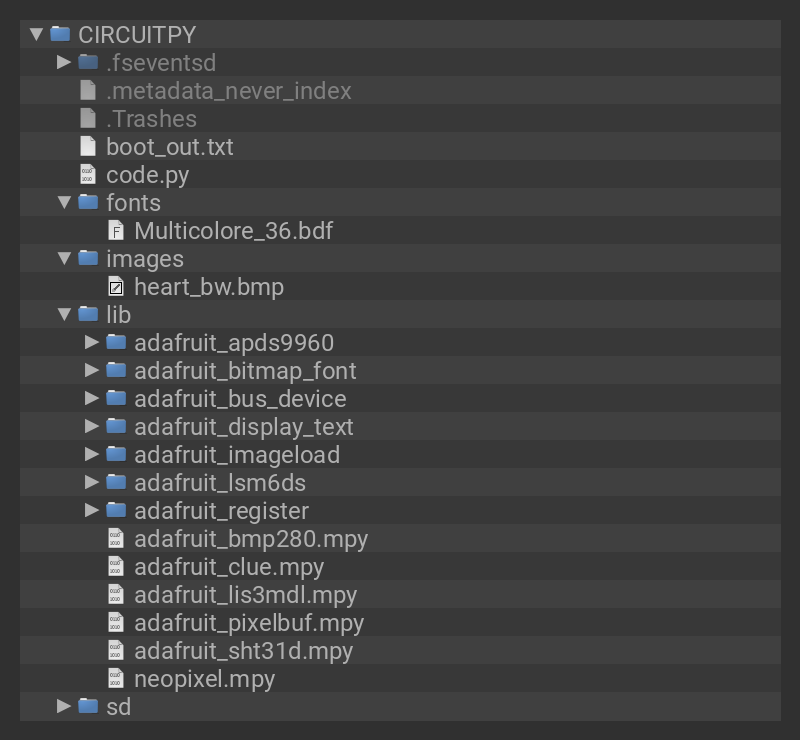 CIRCUITPY
.fseventsd
.metadata_never_index
.Trashes
boot_out.txt
code.py
fonts
Multicolore_36.bdf
images
heart_bw.bmp
lib
adafruit_apds9960
adafruit_bitmap_font
adafruit_bus_device
adafruit_display_text
adafruit_imageload
adafruit_lsm6ds
adafruit_register
adafruit_bmp280.mpy
adafruit_clue.mpy
adafruit_lis3mdl.mpy
adafruit_pixelbuf.mpy
adafruit_sht31d.mpy
neopixel.mpy
sd